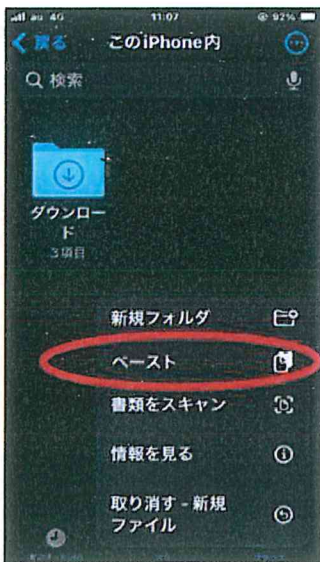 au 4G 11:07 92%
戻る このiPhone内
検索
ダウンロー
ド
3項目
新規フォルダ
ペースト
書類をスキャン
情報を見る
取り消す - 新規
ファイル